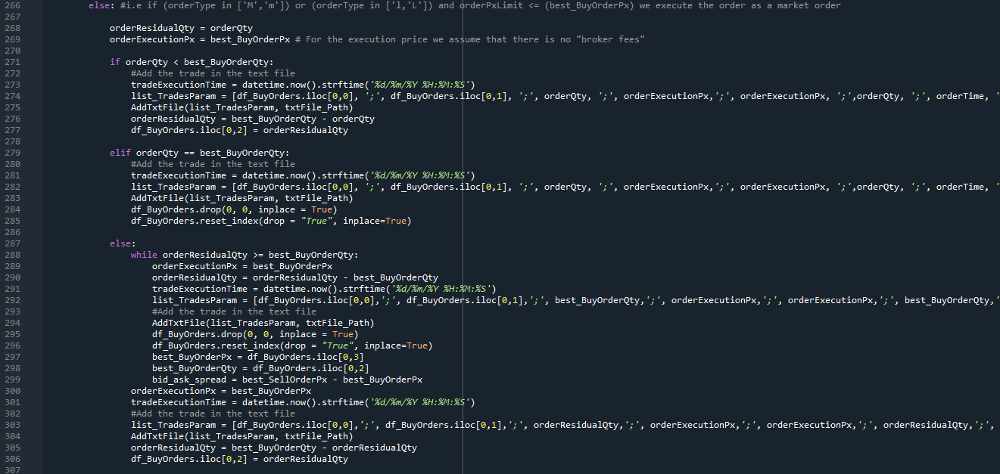 266 else: #i.e if (orderType in ['M','m']) or (orderType in ['l,'L']) and orderPxLimit <= (best_BuyOrderPx) we execute the order as a market order
267
268 orderResidualQty = orderQty
269 orderExecutionPx = best_BuyOrderPx # For the execution price we assume that there is no "broker fees"
270
271 if orderQty < best_BuyOrderQty:
272 #Add the trade in the text file
273 tradeExecutionTime = datetime.now().strftime('%d/%m/%Y %H:%M:%S')
274 list_TradesParam = [df_BuyOrders.iloc[0,0], ';', df_BuyOrders.iloc[0,1], ';', orderQty, ';', orderExecutionPx,';', orderExecutionPx, ';',orderQty, ';', orderTime, '
275 AddTxtFile(list_TradesParam, txtFile_Path)
276 orderResidualQty = best_BuyOrderQty - orderQty
277 df_BuyOrders.iloc[0,2] = orderResidualQty
278
279 elif orderQty == best_BuyOrderQty:
280 #Add the trade in the text file
281 tradeExecutionTime = datetime.now().strftime('%d/%m/%Y %H:%M:%S')
282 list_TradesParam = [df_BuyOrders.iloc[0,0], ';', df_BuyOrders.iloc[0,1], ';', orderQty, ';', orderExecutionPx,';', orderExecutionPx, ';',orderQty, ';', orderTime, '
283 AddTxtFile(list_TradesParam, txtFile_Path)
284 df_BuyOrders.drop(0, 0, inplace = True)
285 df_BuyOrders.reset_index(drop = "True", inplace=True)
286
287 else:
288 while orderResidualQty >= best_BuyOrderQty:
289 orderExecutionPx = best_BuyOrderPx
290 orderResidualQty = orderResidualQty - best_BuyOrderQty
291 tradeExecutionTime = datetime.now().strftime('%d/%m/%Y %H:%M:%S')
292 list_TradesParam = [df_BuyOrders.iloc[0,0],';', df_BuyOrders.iloc[0,1],';', best_BuyOrderQty,';', orderExecutionPx,';', orderExecutionPx,';', best_BuyOrderQty,'
293 #Add the trade in the text file
294 AddTxtFile(list_TradesParam, txtFile_Path)
295 df_BuyOrders.drop(0, 0, inplace = True)
296 df_BuyOrders.reset_index(drop = "True", inplace=True)
297 best_BuyOrderPx = df_BuyOrders.iloc[0,3]
298 best_BuyOrderQty = df_BuyOrders.iloc[0,2]
299 bid_ask_spread = best_SellOrderPx - best_BuyOrderPx
300 orderExecutionPx = best_BuyOrderPx
301 tradeExecutionTime = datetime.now().strftime('%d/%m/%Y %H:%M:%S')
302 #Add the trade in the text file
303 list_TradesParam = [df_BuyOrders.iloc[0,0],';', df_BuyOrders.iloc[0,1],';', orderResidualQty,';', orderExecutionPx,';', orderExecutionPx,';', orderResidualQty,';',
304 AddTxtFile(list_TradesParam, txtFile_Path)
305 orderResidualQty = best_BuyOrderQty - orderResidualQty
306 df_BuyOrders.iloc[0,2] = orderResidualQty
307